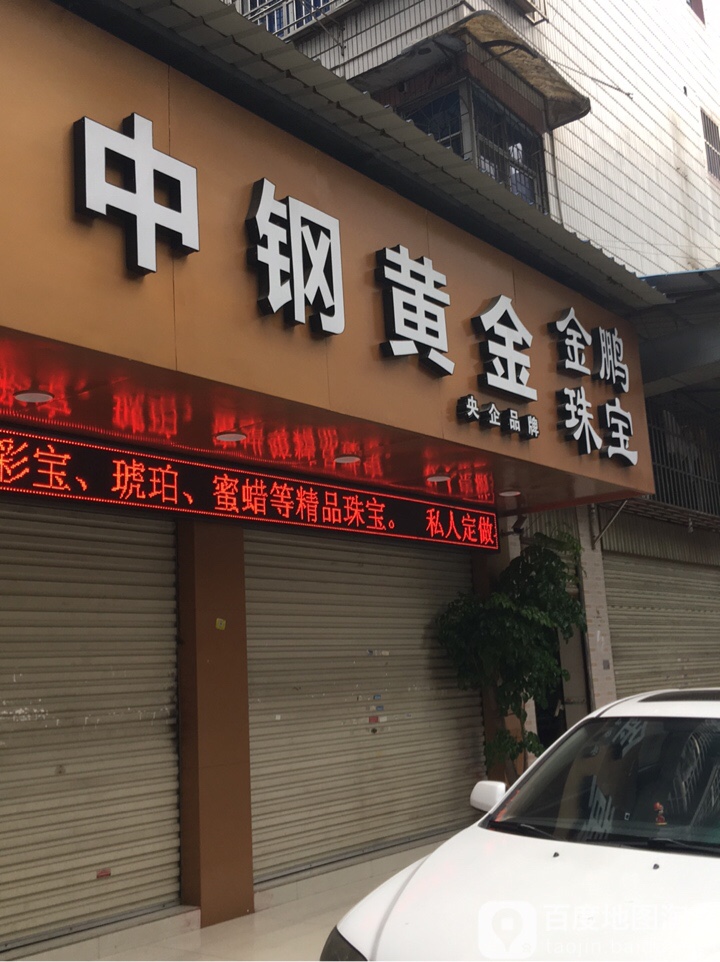 中钢黄金
央企品牌
金鹏
珠宝
彩宝、琥珀、蜜蜡等精品珠宝。 私人定做
百度地图